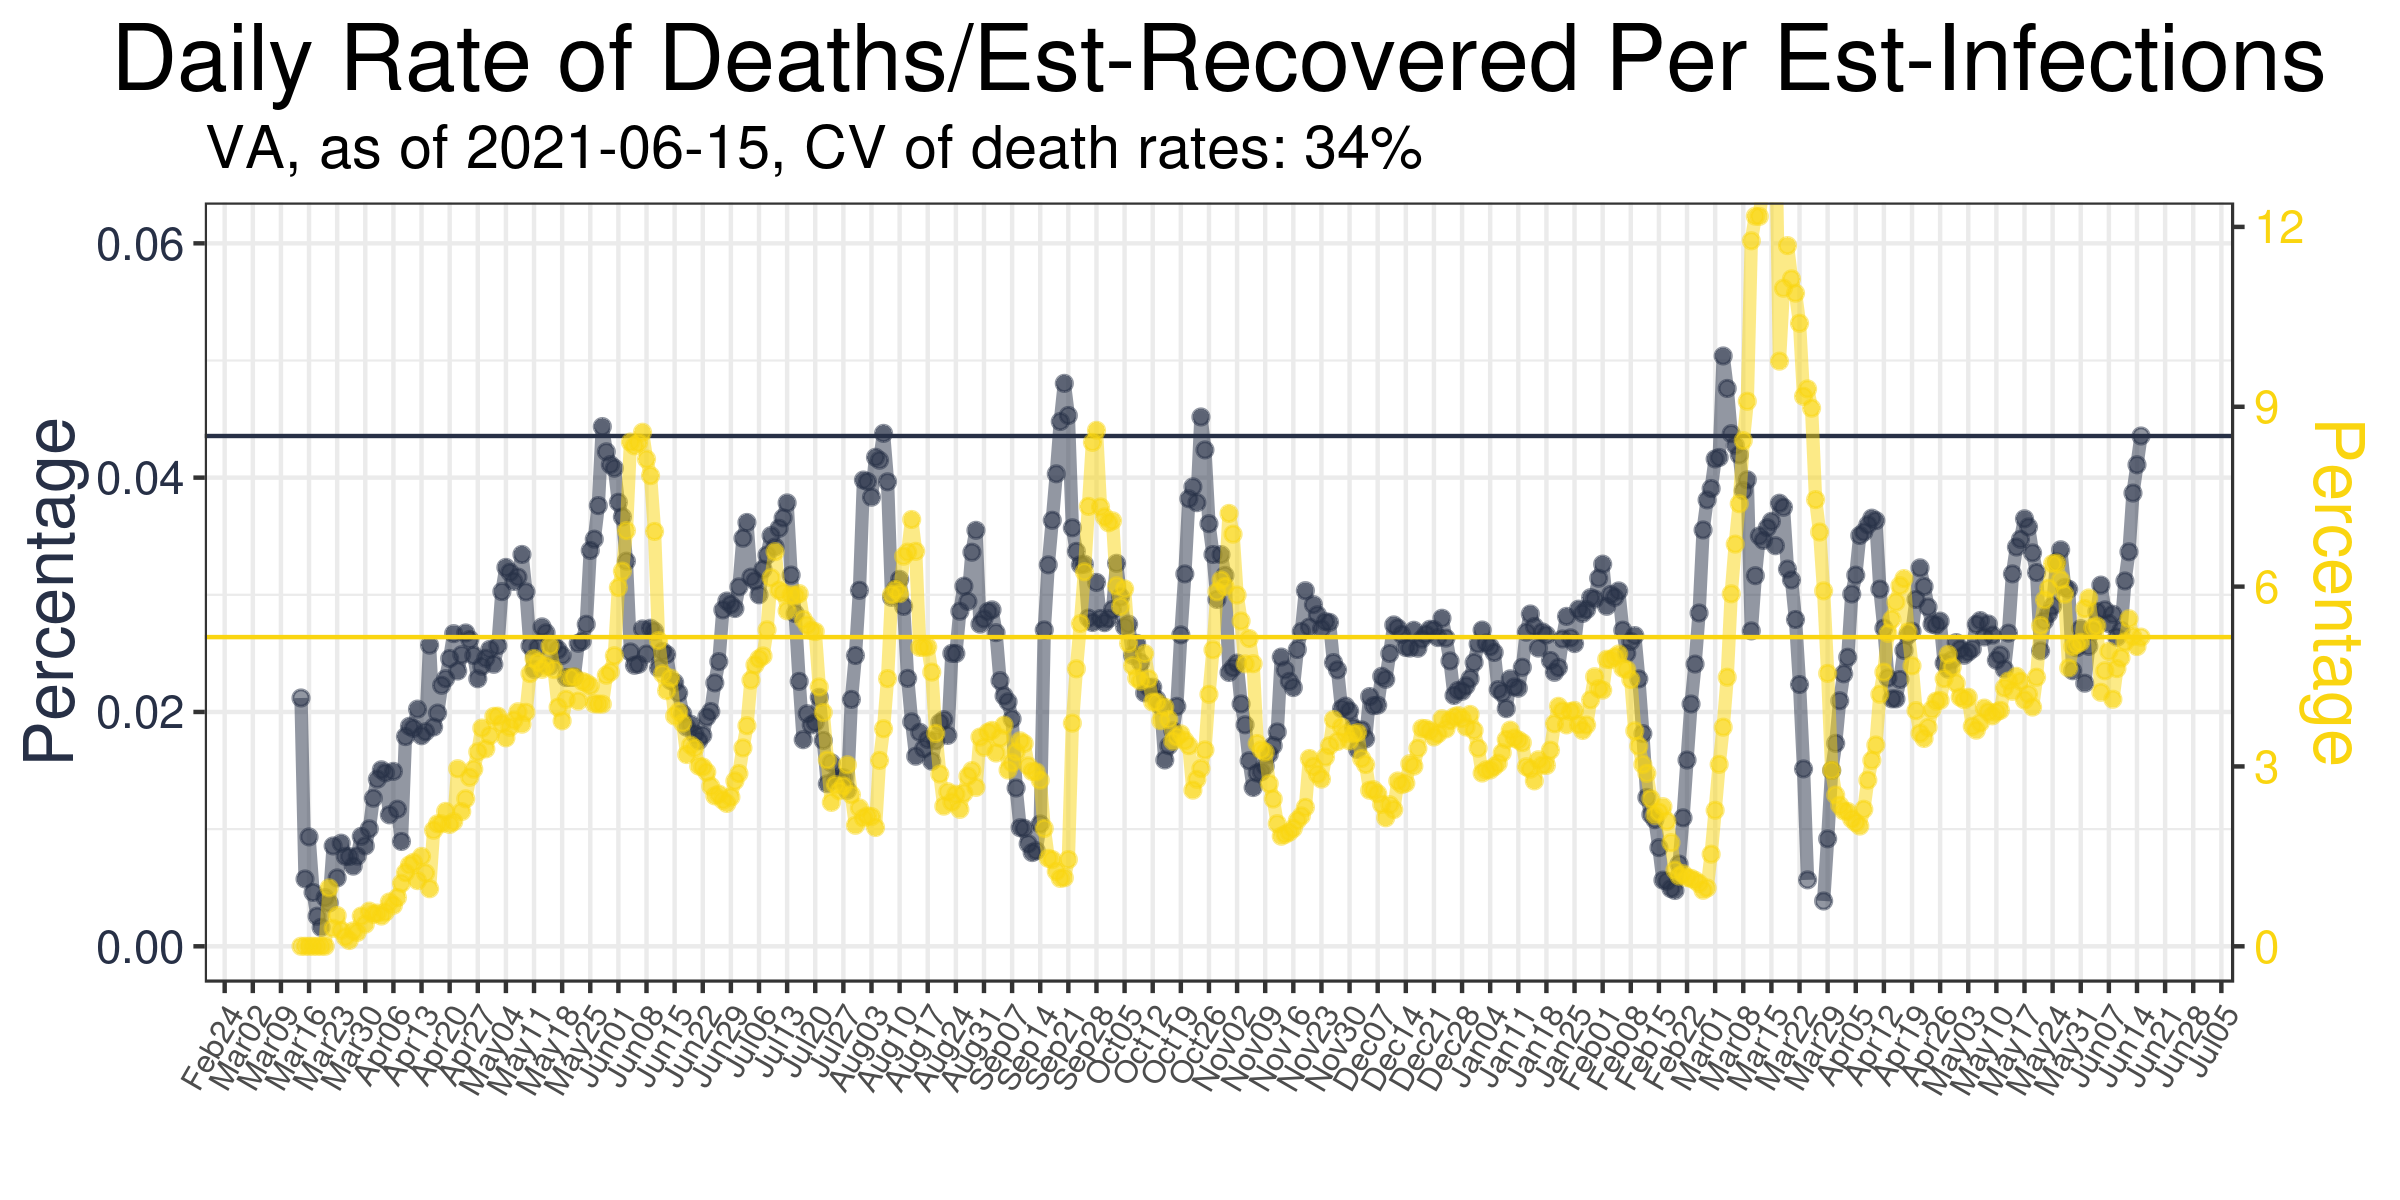 Daily Rate of Deaths/Est-Recovered Per Est-Infections
VA, as of 2021-06-15, CV of death rates: 34%
Percentage
0.06
0.04
0.02
0.00
12
9
6
3
0
Percentage
Feb24
Mar02
Mar09
Mar16
Mar23
Mar30
Apr06
Apr13
Apr20
Apr27
May04
May11
May18
May25
Jun01
Jun08
Jun15
Jun22
Jun29
Jul06
Jul13
Jul20
Jul27
Aug03
Aug10
Aug17
Aug24
Aug31
Sep07
Sep14
Sep21
Sep28
Oct05
Oct12
Oct19
Oct26
Nov02
Nov09
Nov16
Nov23
Nov30
Dec07
Dec14
Dec21
Dec28
Jan04
Jan11
Jan18
Jan25
Feb01
Feb08
Feb15
Feb22
Mar01
Mar08
Mar15
Mar22
Mar29
Apr05
Apr12
Apr19
Apr26
May03
May10
May17
May24
May31
Jun07
Jun14
Jun21
Jun28
Jul05